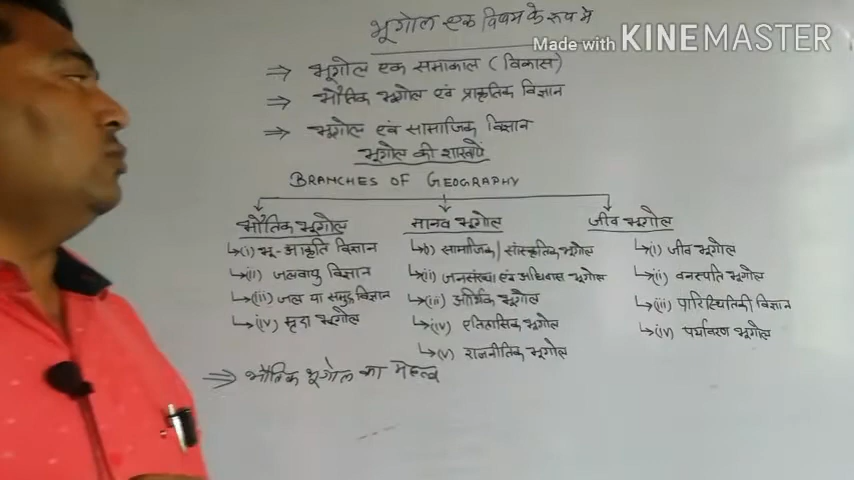 भूगोल एक विषय के रूप में
Made with KINEMASTER
⇒ भूगोल एक समाकाल (विकास)
⇒ भौतिक भूगोल एवं प्राकृतिक विज्ञान
⇒ भूगोल एवं सामाजिक विज्ञान
भूगोल की शाखाएँ
BRANCHES OF GEOGRAPHY
भौतिक भूगोल
(i) भू-आकृति विज्ञान
(ii) जलवायु विज्ञान
(iii) जल या समुद्र विज्ञान
(iv) मृदा भूगोल
मानव भूगोल
(i) सामाजिक/सांस्कृतिक भूगोल
(ii) जनसंख्या एवं अधिवास भूगोल
(iii) आर्थिक भूगोल
(iv) एतिहासिक भूगोल
(v) राजनीतिक भूगोल
जीव भूगोल
(i) जीव भूगोल
(ii) वनस्पति भूगोल
(iii) पारिस्थितिकी विज्ञान
(iv) पर्यावरण भूगोल
⇒ भौतिक भूगोल का महत्व